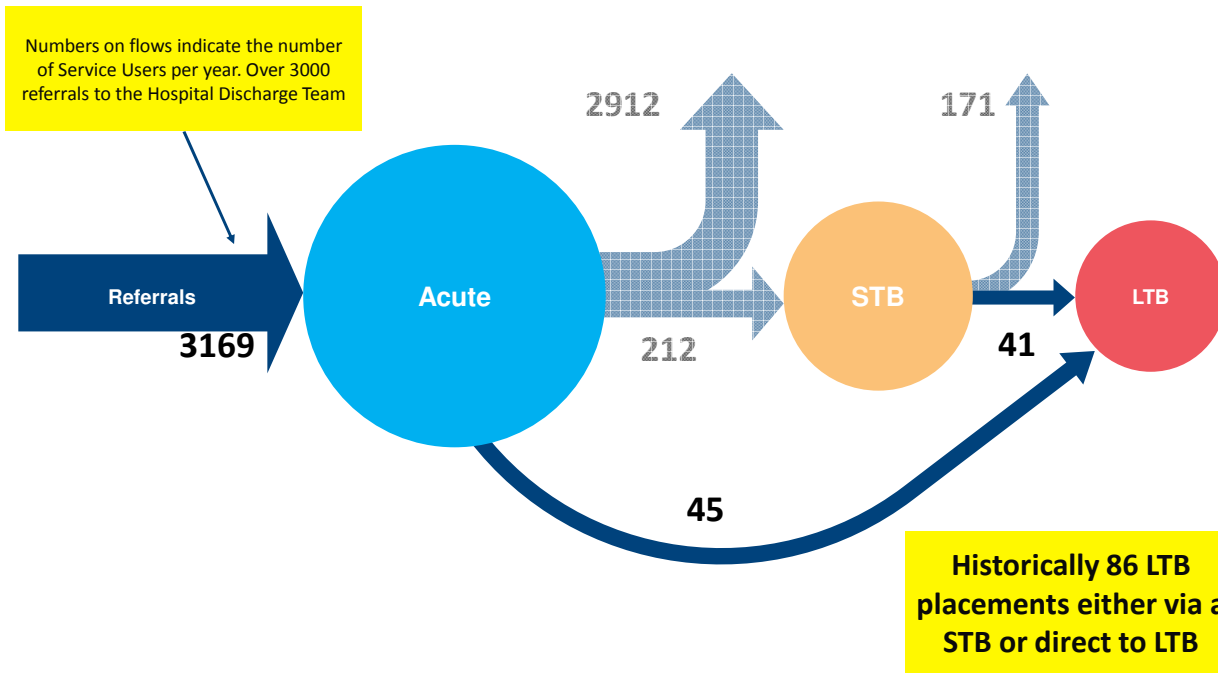 Numbers on flows indicate the number
of Service Users per year. Over 3000
referrals to the Hospital Discharge Team
2912
171
Referrals
Acute
STB
LTB
3169
212
41
45
Historically 86 LTB
placements either via a
STB or direct to LTB